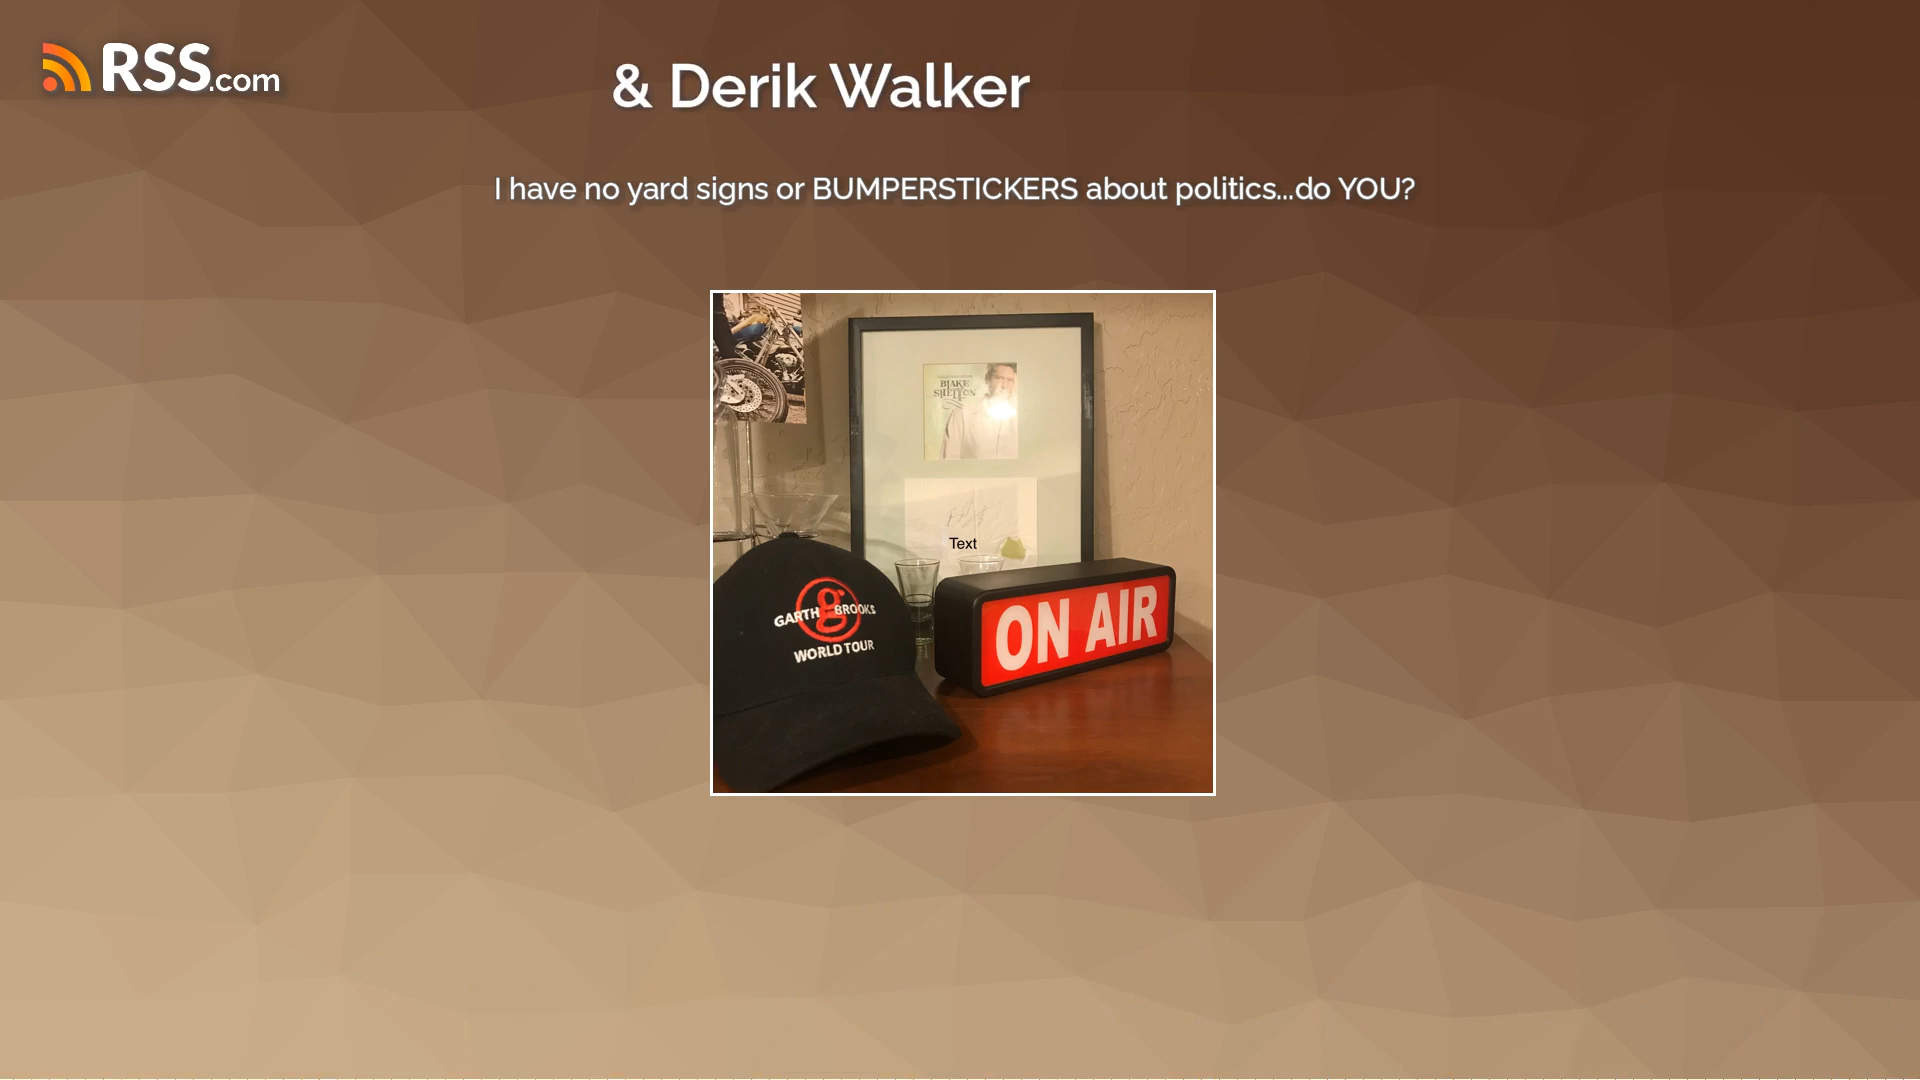 RSS.com
& Derik Walker
I have no yard signs or BUMPERSTICKERS about politics...do YOU?
BLAKE
SHELTON
Text
GARTH BROOKS
g
WORLD TOUR
ON AIR